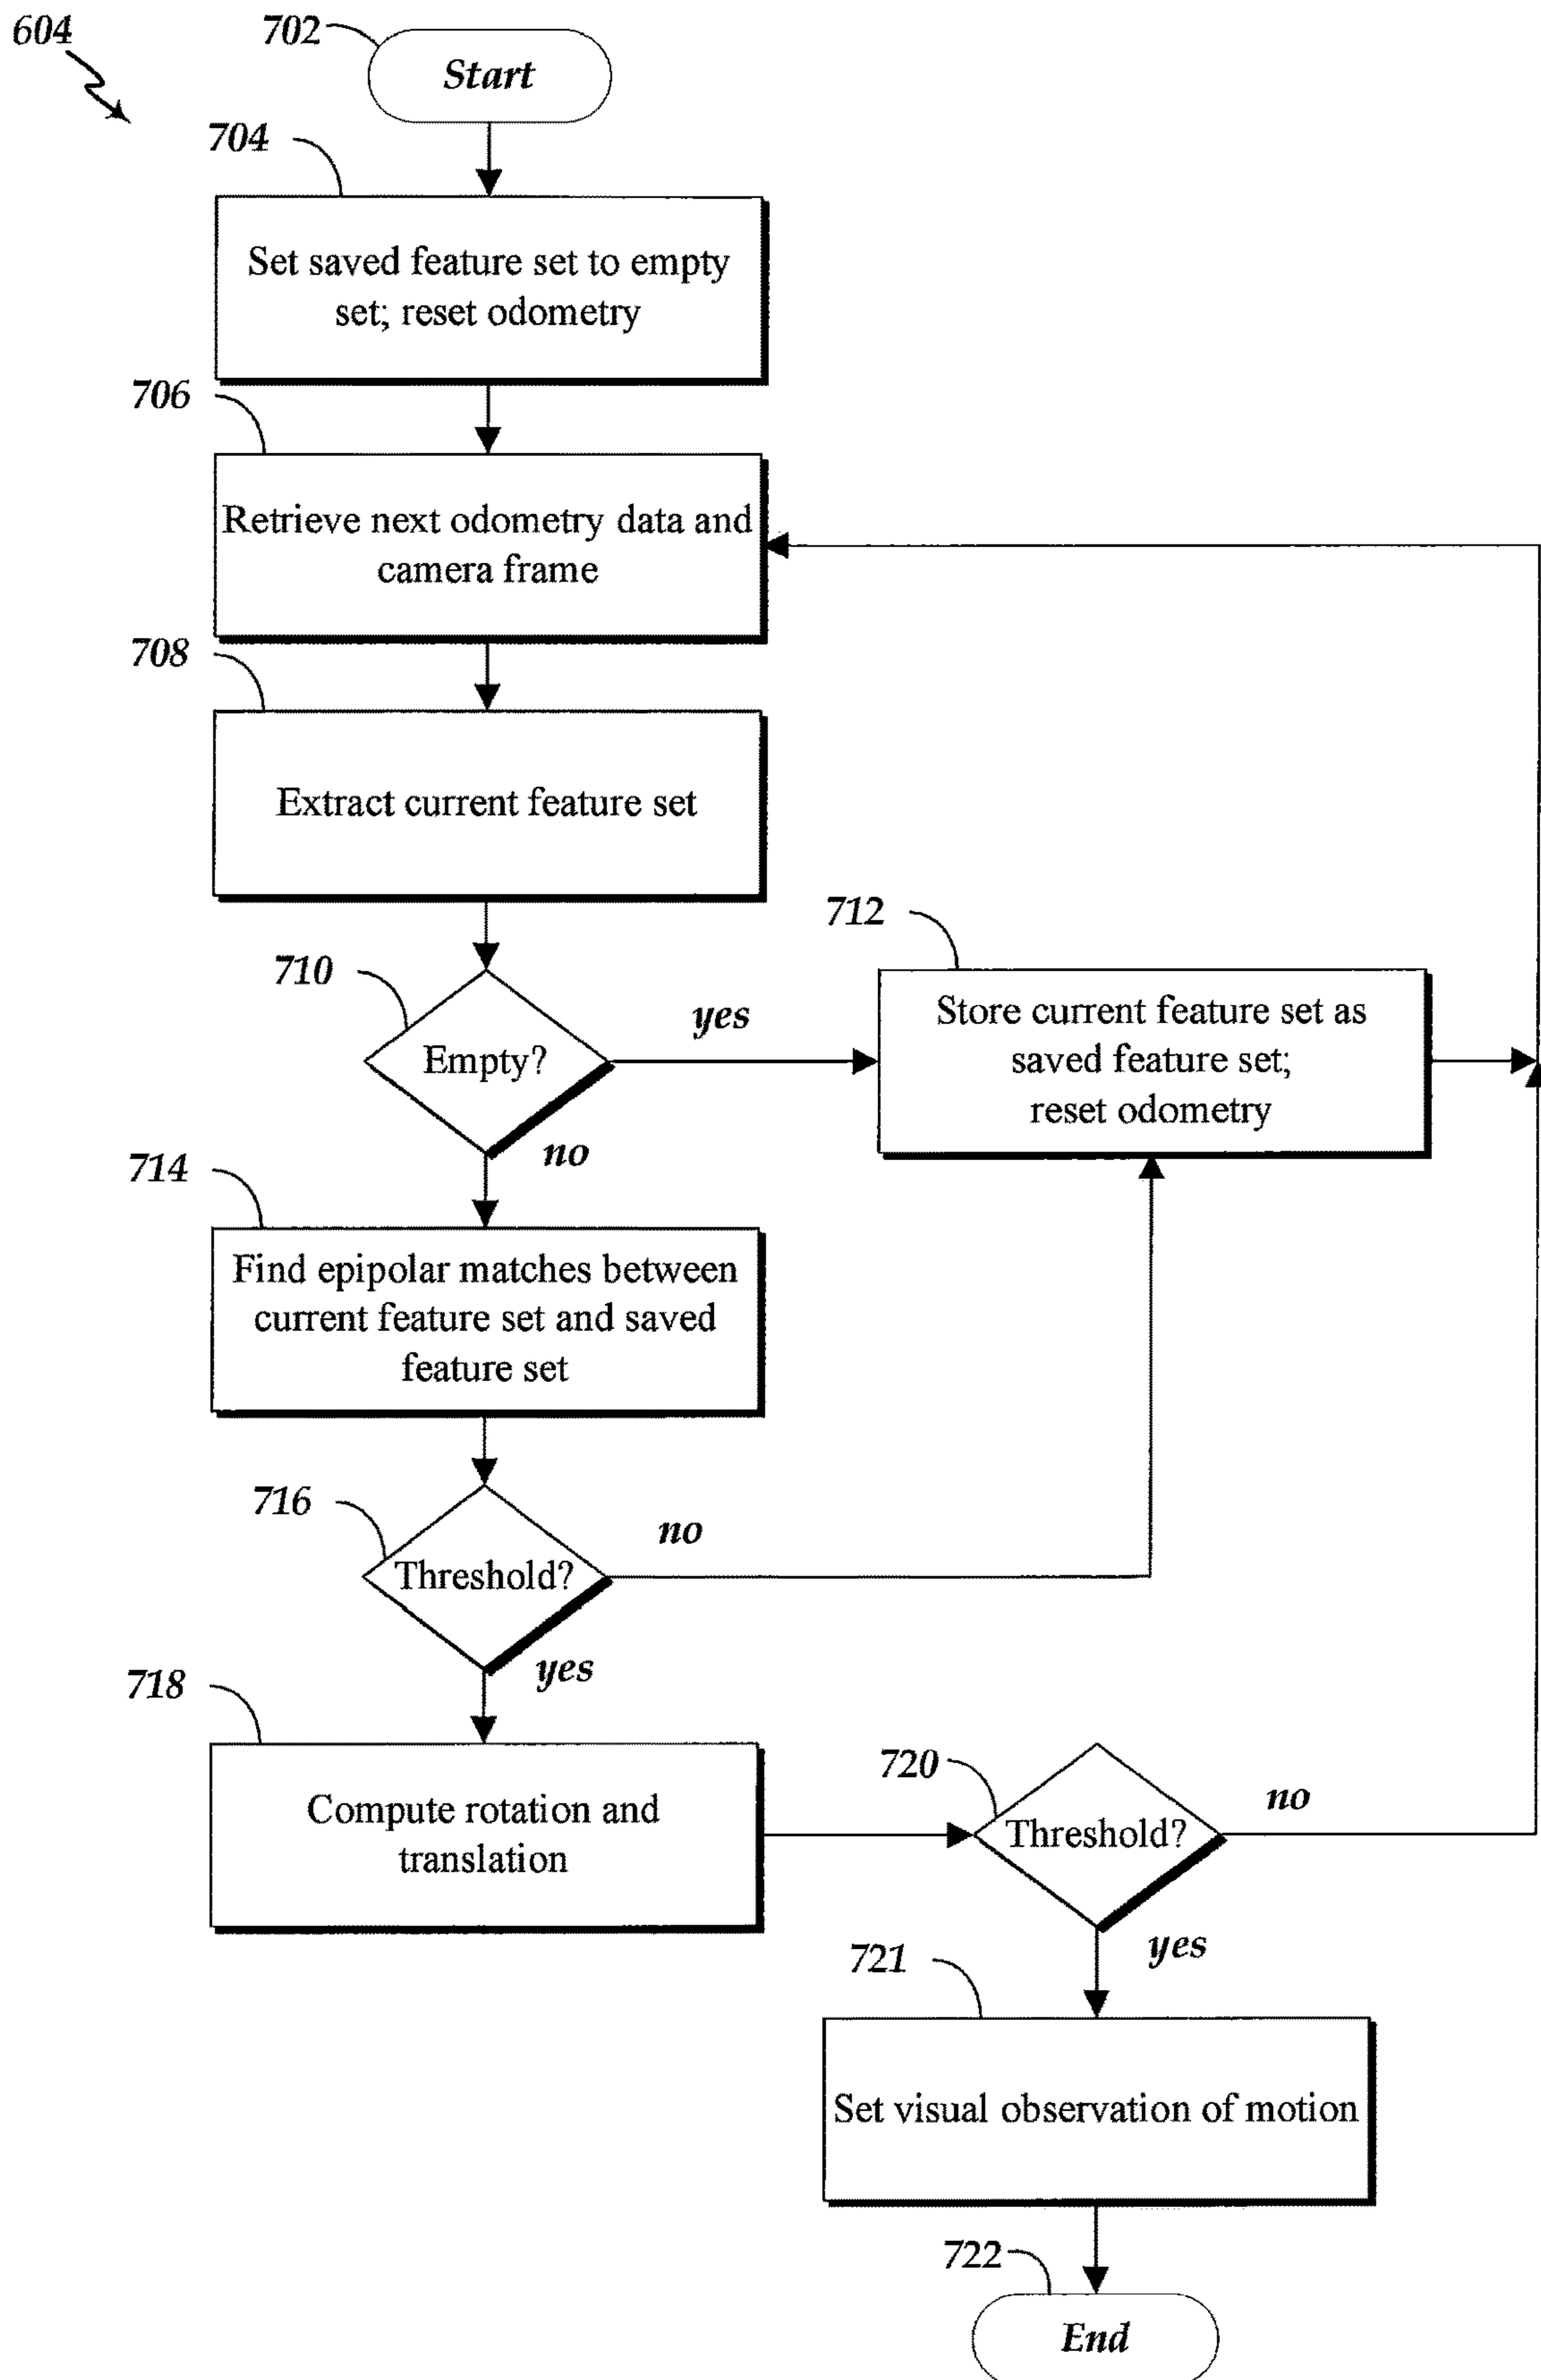 604
702
Start
704
Set saved feature set to empty
set; reset odometry
706
Retrieve next odometry data and
camera frame
708
Extract current feature set
710
Empty?
yes
no
712
Store current feature set as
saved feature set;
reset odometry
714
Find epipolar matches between
current feature set and saved
feature set
716
Threshold?
no
yes
718
Compute rotation and
translation
720
Threshold?
no
yes
721
Set visual observation of motion
722
End